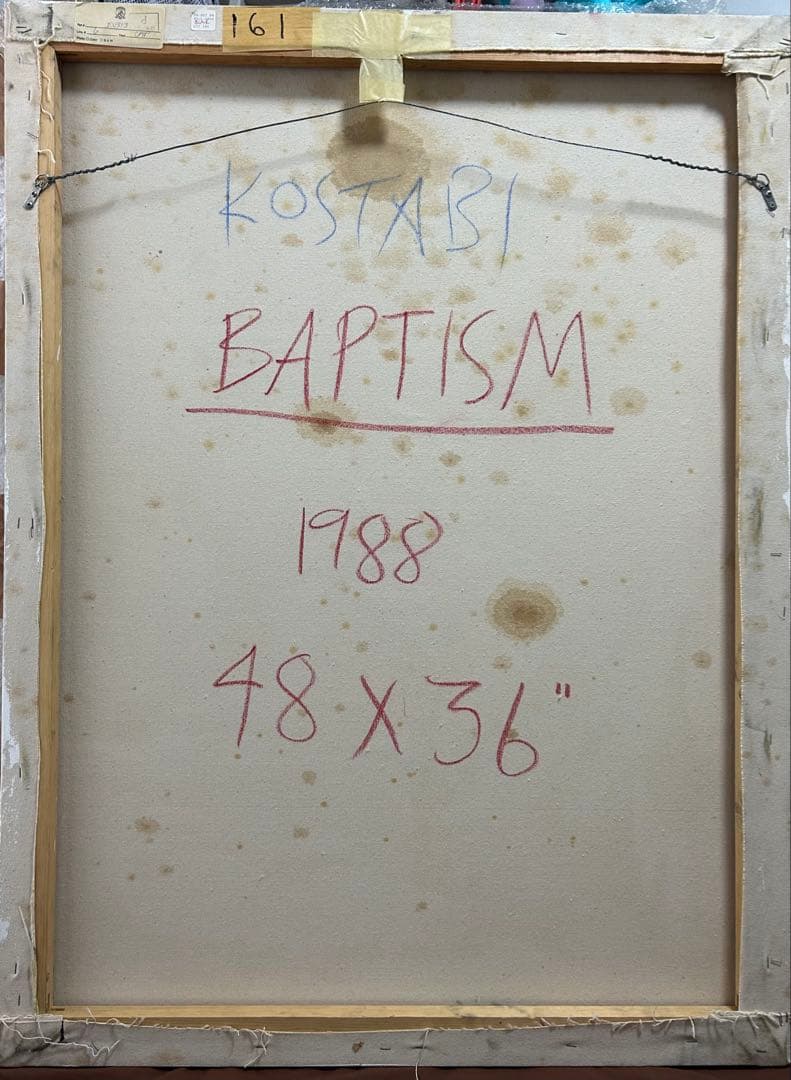 161
KOSTABI
BAPTISM
1988
48 X 36"